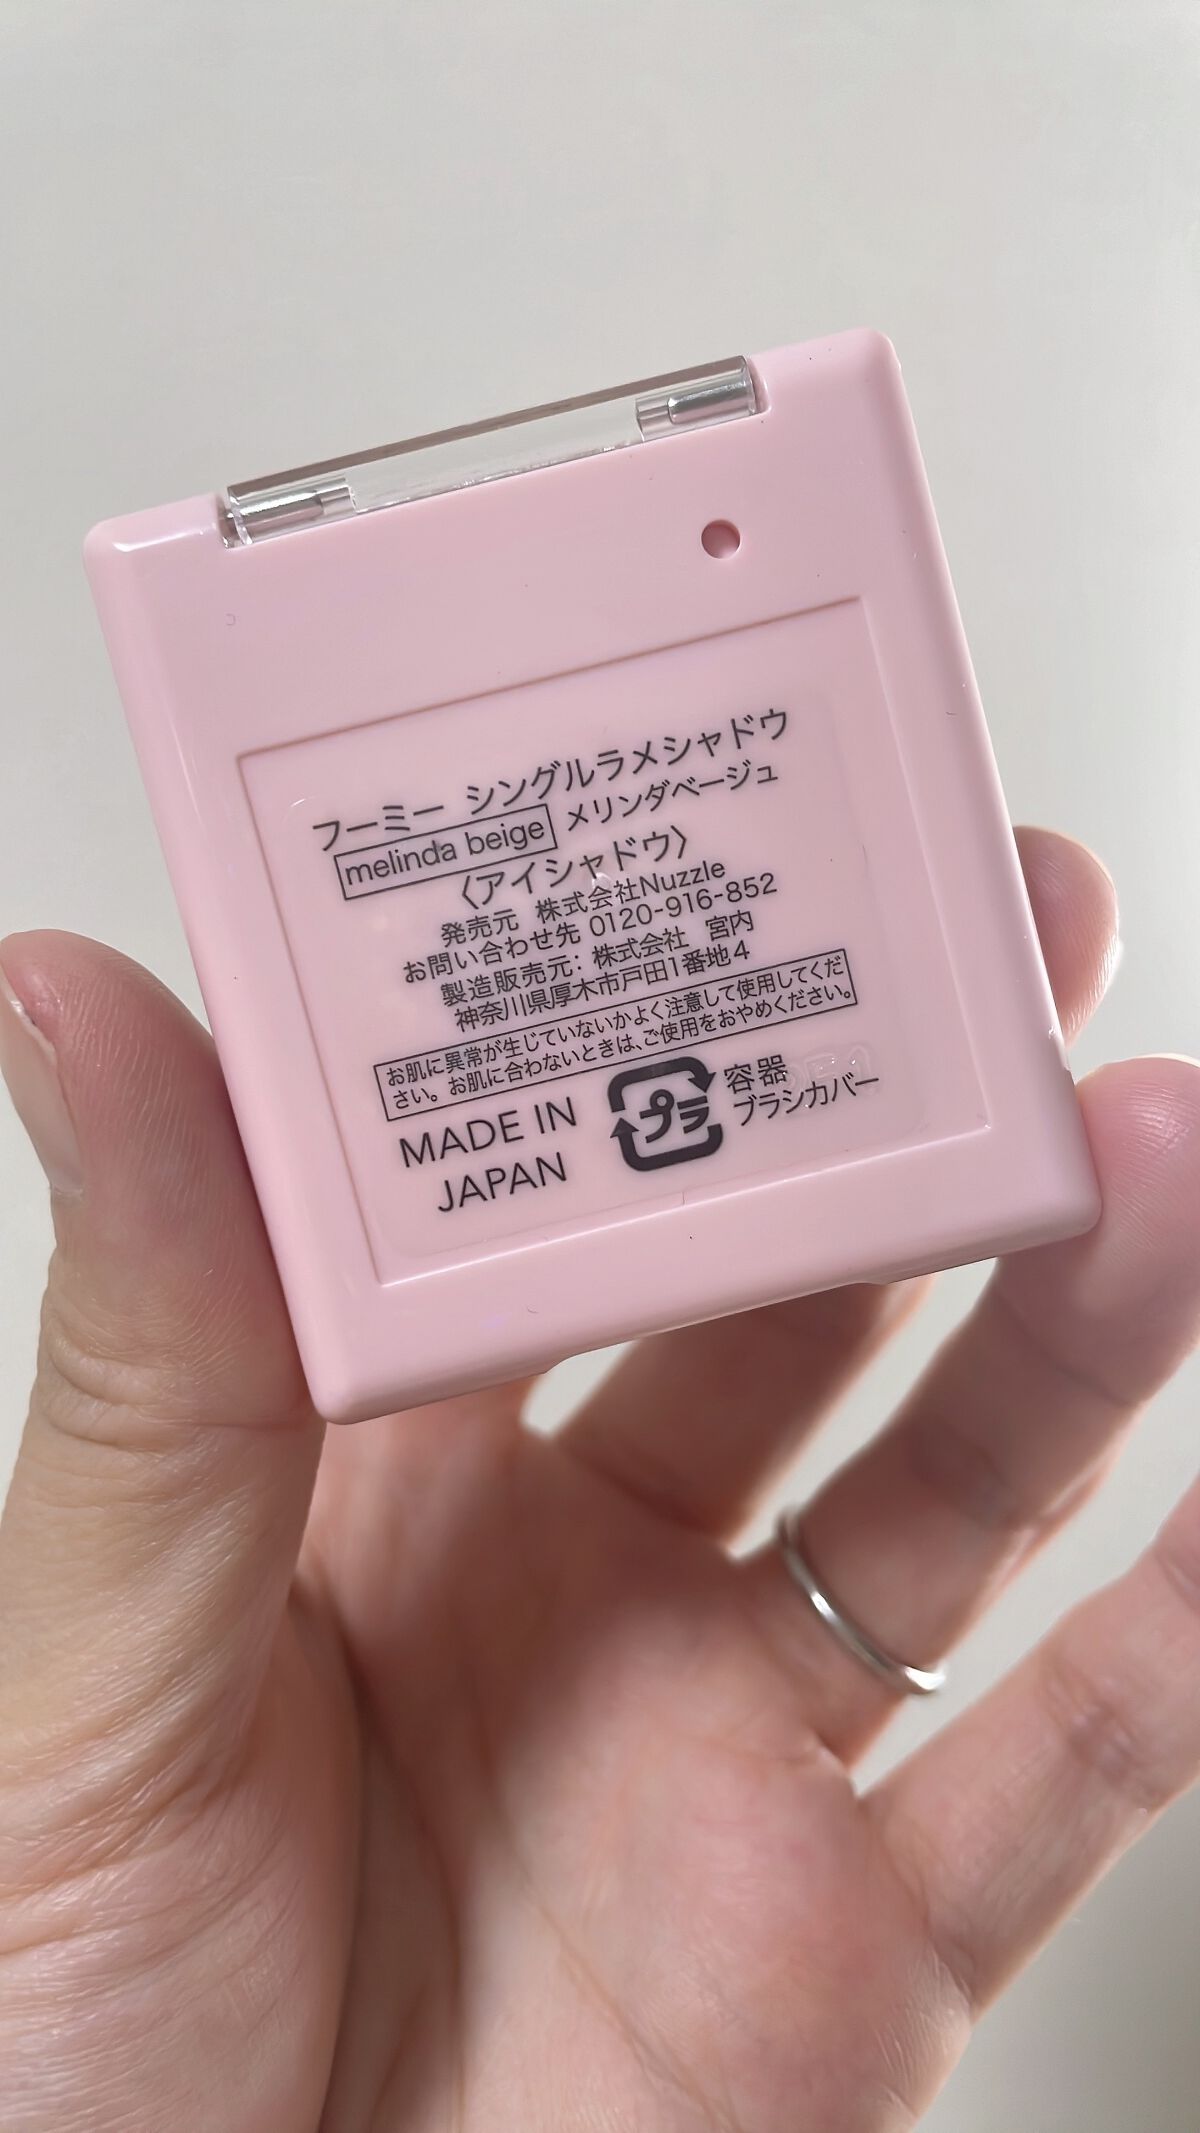 フーミー シングルラメシャドウ
melinda beige メリンダベージュ
〈アイシャドウ〉
発売元 株式会社Nuzzle
お問い合わせ先 0120-916-852
製造販売元: 株式会社 宮内
神奈川県厚木市戸田1番地4
お肌に異常が生じていないかよく注意して使用してくだ
さい。お肌に合わないときは、ご使用をおやめください。
MADE IN
JAPAN
プラ
容器
ブラシカバー